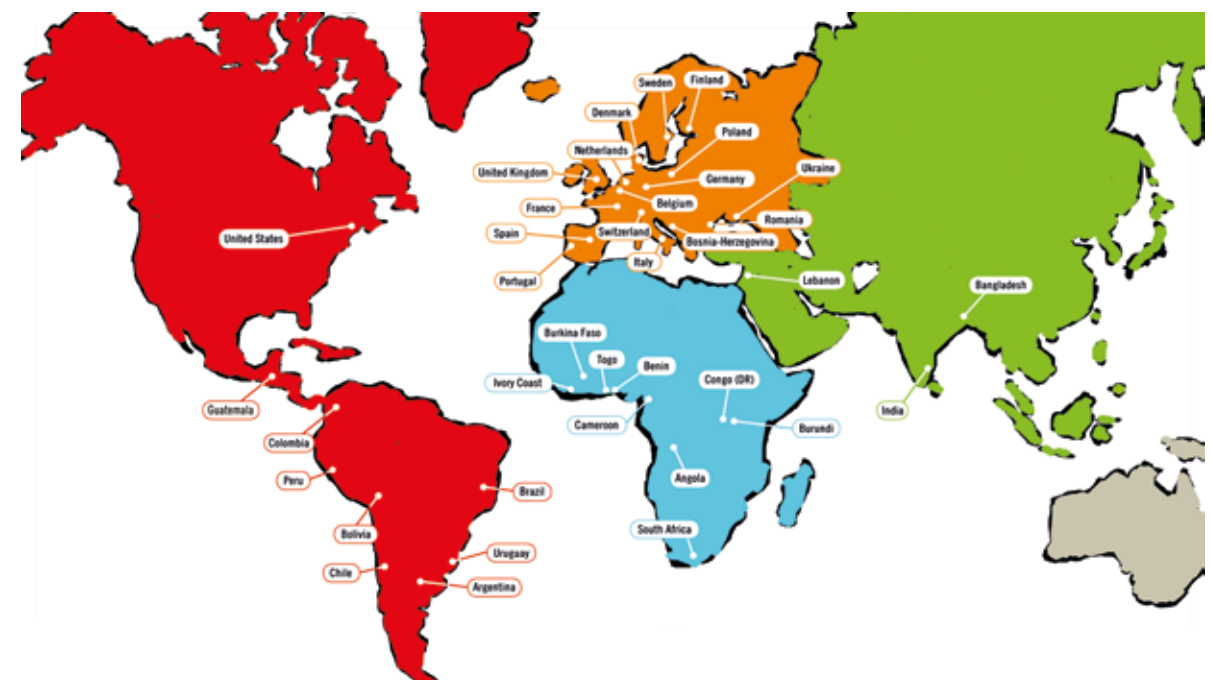 Sweden
Finland
Denmark
Poland
Netherlands
United Kingdom
Ukraine
Germany
Belgium
France
Romania
Spain
Switzerland
Bosnia-Herzegovina
United States
Italy
Portugal
Lebanon
Bangladesh
Burkina Faso
Togo
Benin
Ivory Coast
Congo (DR)
Guatemala
India
Cameroon
Burundi
Colombia
Peru
Angola
Brazil
South Africa
Bolivia
Uruguay
Chile
Argentina